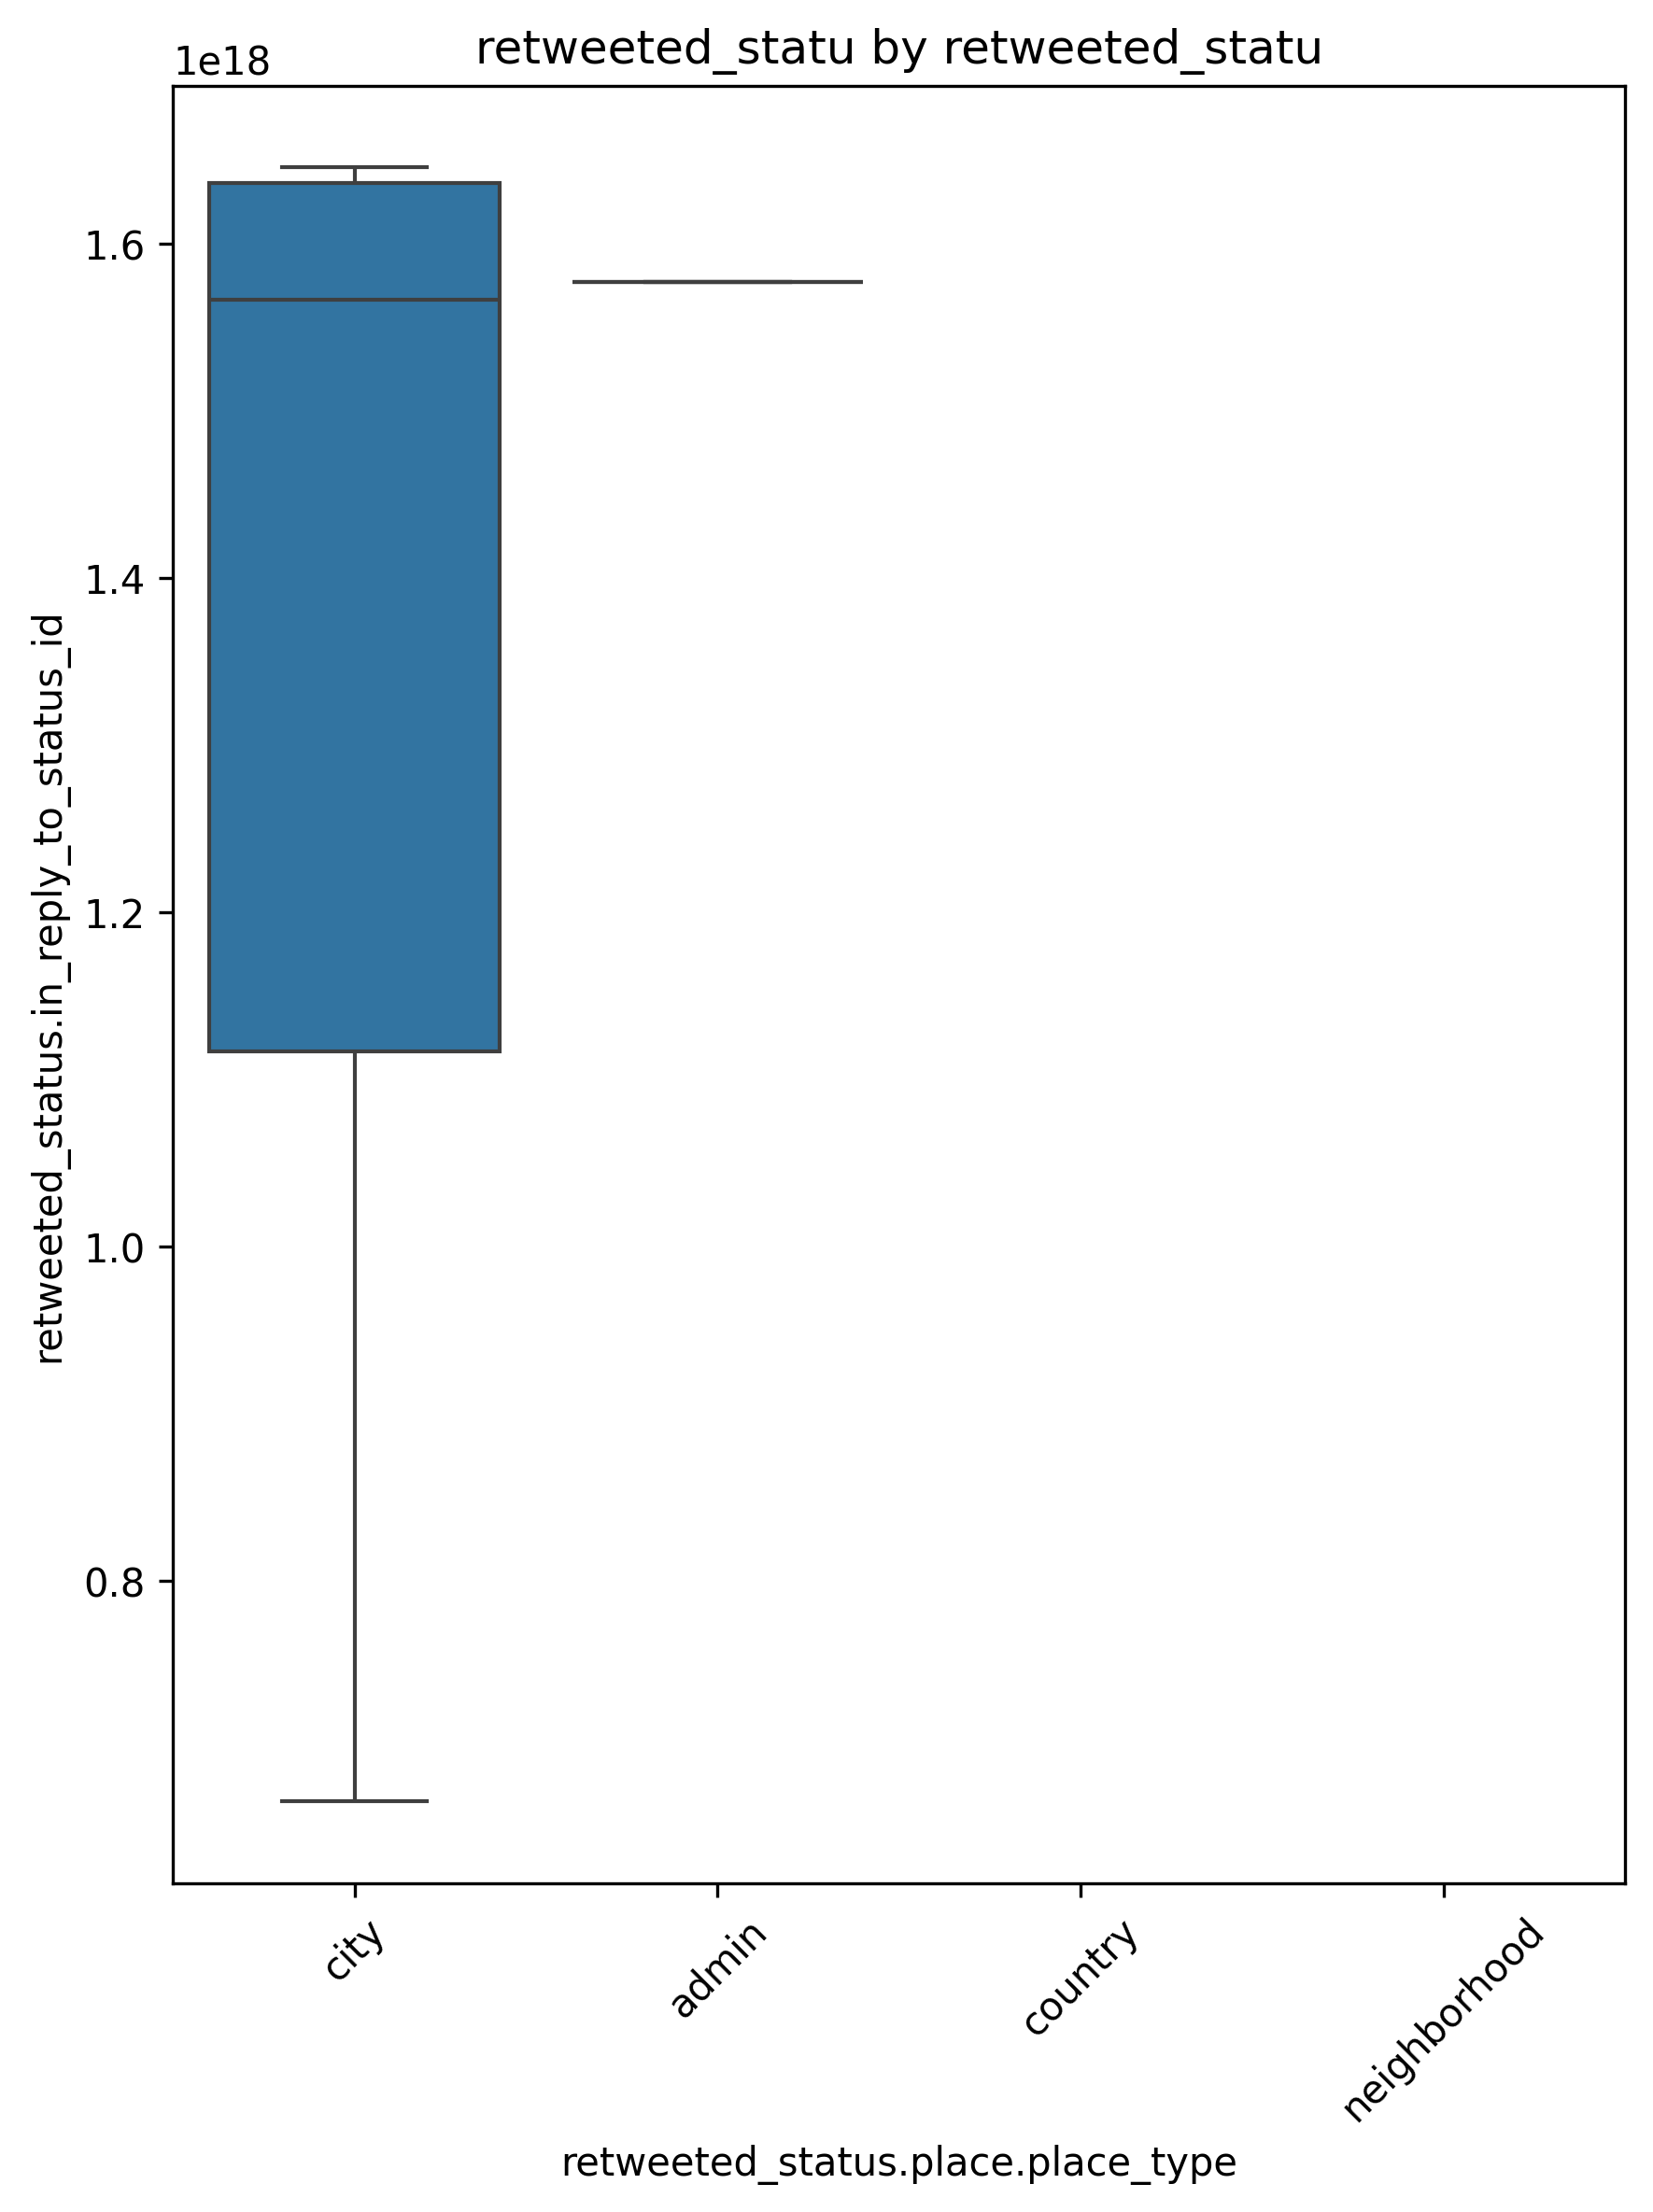 retweeted_statu by retweeted_statu
1e18
1.6
1.4
1.2
1.0
0.8
retweeted_status.in_reply_to_status_id
city
admin
country
neighborhood
retweeted_status.place.place_type